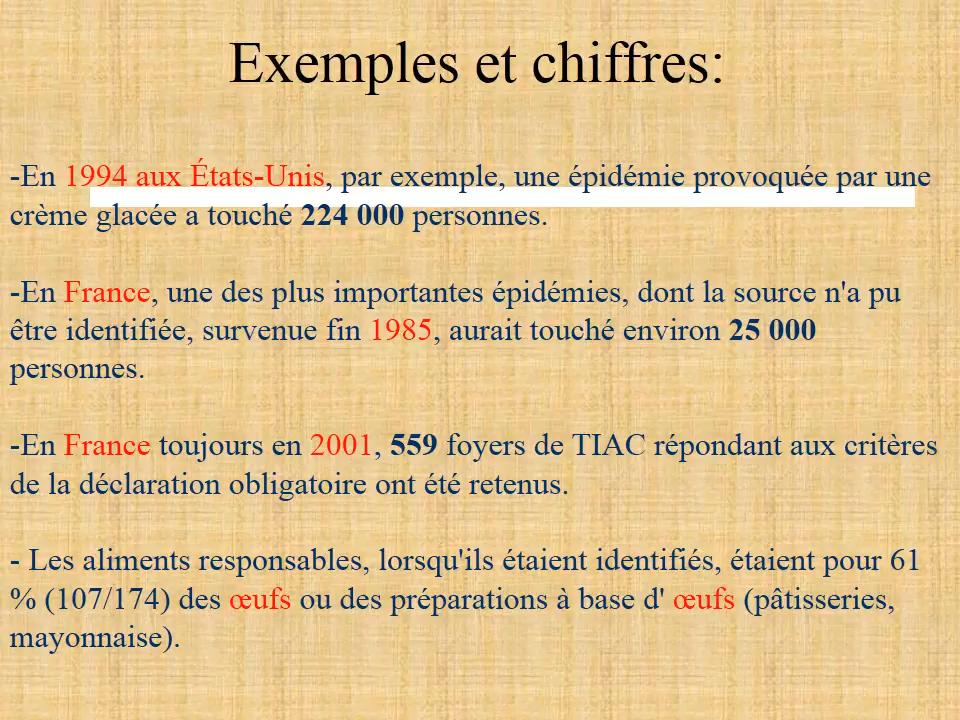 Exemples et chiffres:
-En 1994 aux États-Unis, par exemple, une épidémie provoquée par une
crème glacée a touché 224 000 personnes.
-En France, une des plus importantes épidémies, dont la source n'a pu
être identifiée, survenue fin 1985, aurait touché environ 25 000
personnes.
-En France toujours en 2001, 559 foyers de TIAC répondant aux critères
de la déclaration obligatoire ont été retenus.
- Les aliments responsables, lorsqu'ils étaient identifiés, étaient pour 61
% (107/174) des œufs ou des préparations à base d' œufs (pâtisseries,
mayonnaise).